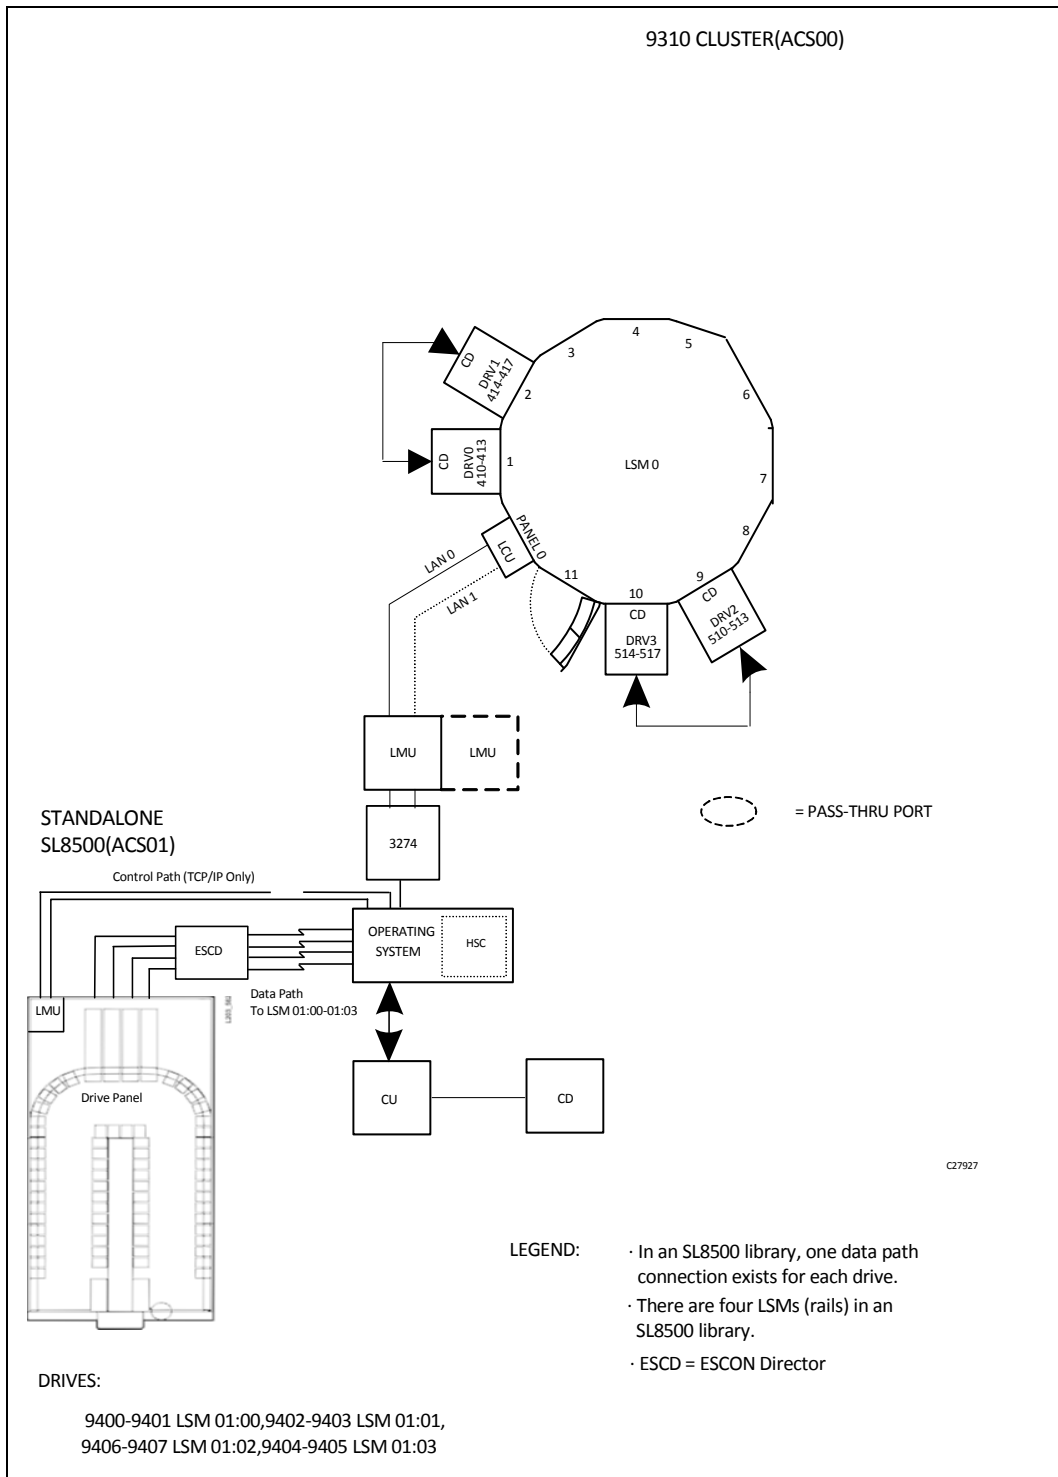 9310 CLUSTER(ACS00)
4
3
5
CD
DRV1
414-417
2
6
CD
DRV0
410-413
1
LSM 0
7
PANEL 0
8
LCU
LAN 0
11
9
10
CD
LAN 1
CD
DRV2
510-513
DRV3
514-517
LMU
LMU
STANDALONE
SL8500(ACS01)
= PASS-THRU PORT
3274
Control Path (TCP/IP Only)
OPERATING
SYSTEM
HSC
ESCD
Data Path
To LSM 01:00-01:03
LMU
Drive Panel
CU
CD
C27927
LEGEND:
· In an SL8500 library, one data path
connection exists for each drive.
· There are four LSMs (rails) in an
SL8500 library.
· ESCD = ESCON Director
DRIVES:
9400-9401 LSM 01:00,9402-9403 LSM 01:01,
9406-9407 LSM 01:02,9404-9405 LSM 01:03